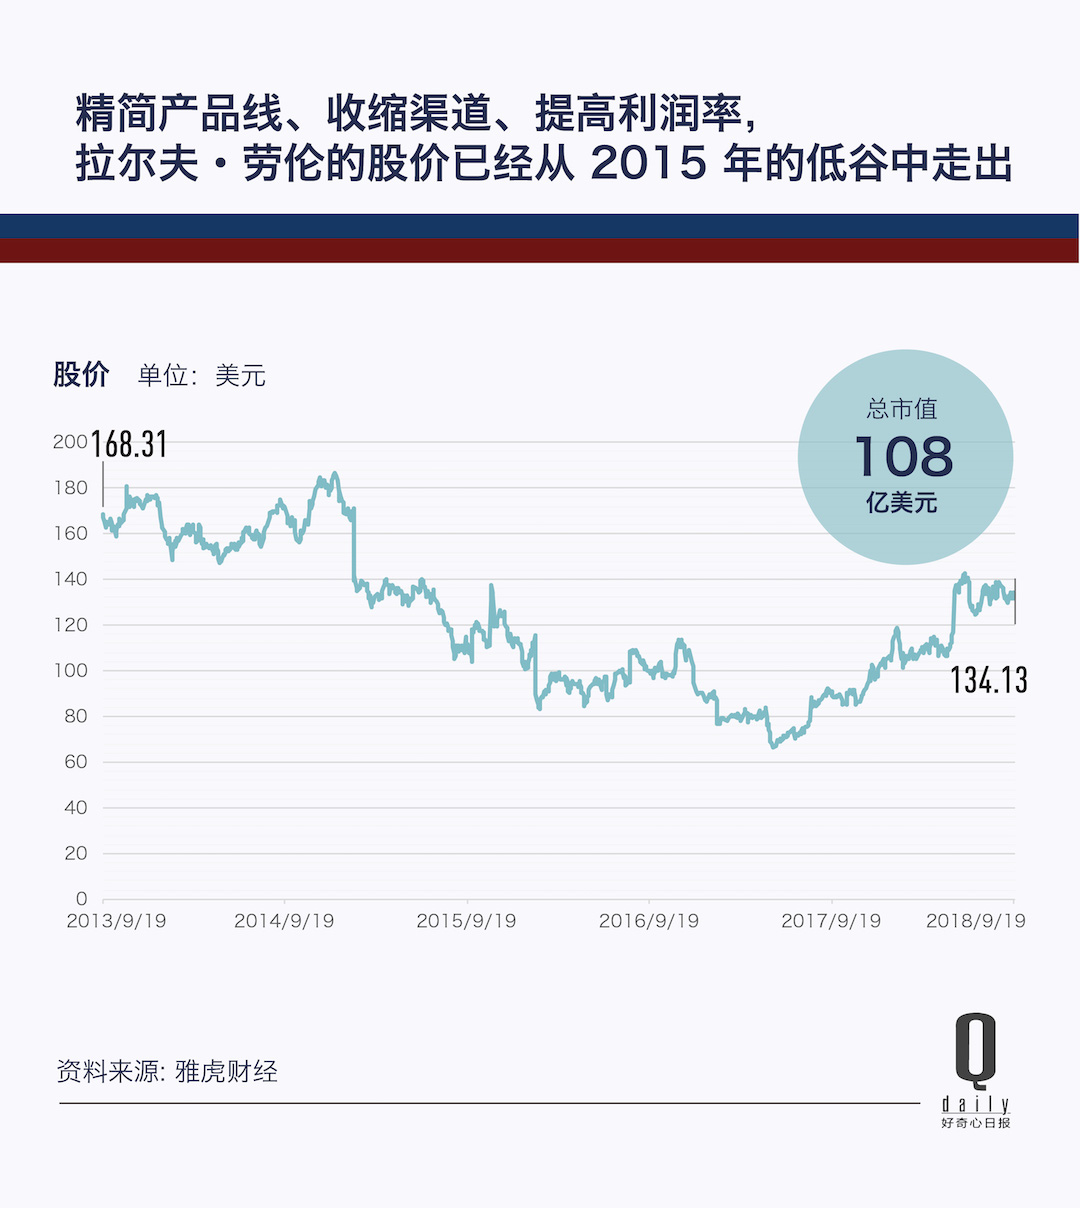 精简产品线、收缩渠道、提高利润率，
拉尔夫·劳伦的股价已经从 2015 年的低谷中走出
股价 单位：美元
总市值
108
亿美元
168.31
200
180
160
140
120
100
80
60
40
20
0
134.13
2013/9/19 2014/9/19 2015/9/19 2016/9/19 2017/9/19 2018/9/19
资料来源: 雅虎财经
Q
daily
好奇心日报